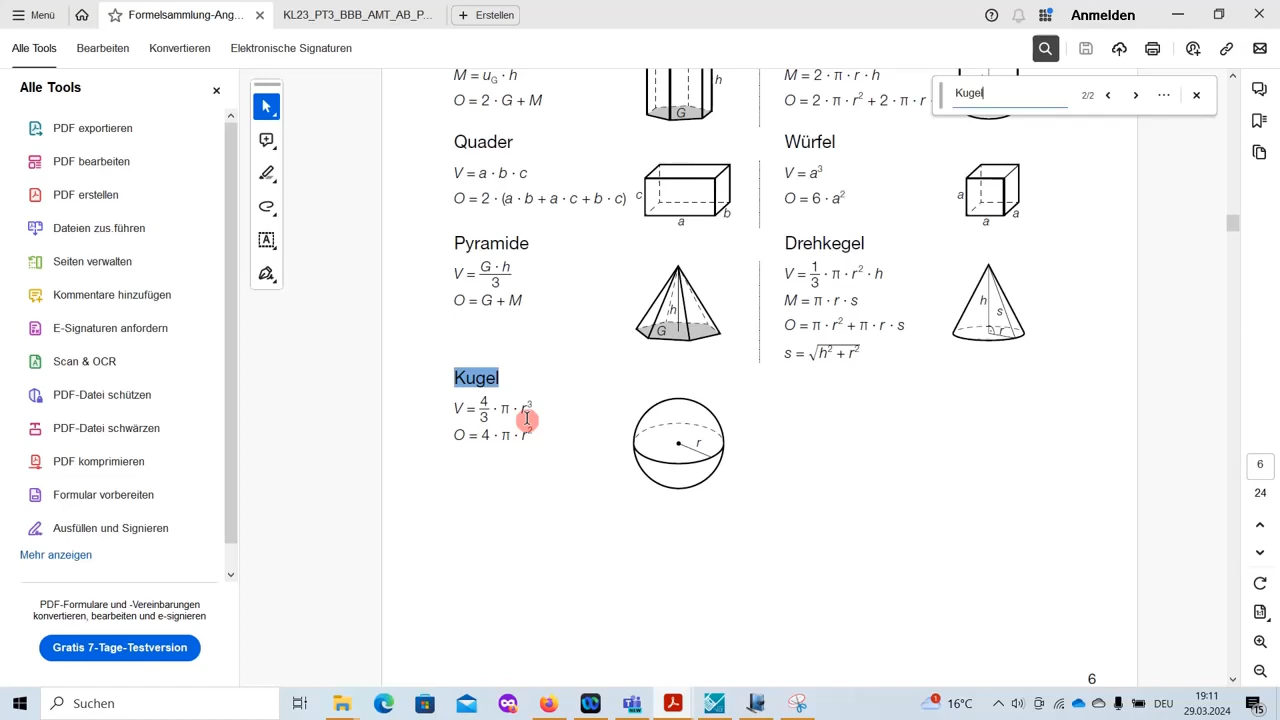 Menü
Formelsammlung-Ang...
KL23_PT3_BBB_AMT_AB_P...
Erstellen
Anmelden
Alle Tools
Bearbeiten
Konvertieren
Elektronische Signaturen
Alle Tools
PDF exportieren
PDF bearbeiten
PDF erstellen
Dateien zus.führen
Seiten verwalten
Kommentare hinzufügen
E-Signaturen anfordern
Scan & OCR
PDF-Datei schützen
PDF-Datei schwärzen
PDF komprimieren
Formular vorbereiten
Ausfüllen und Signieren
Mehr anzeigen
PDF-Formulare und -Vereinbarungen
konvertieren, bearbeiten und e-signieren
Gratis 7-Tage-Testversion
Kugel
2/2
M = u_G · h
O = 2 · G + M
h
G
M = 2 · π · r · h
O = 2 · π · r² + 2 · π · r ·
Quader
V = a · b · c
O = 2 · (a · b + a · c + b · c)
c
b
a
Würfel
V = a³
O = 6 · a²
a
a
a
Pyramide
V = G · h / 3
O = G + M
h
G
Drehkegel
V = 1/3 · π · r² · h
M = π · r · s
O = π · r² + π · r · s
s = √(h² + r²)
h
s
r
Kugel
V = 4/3 · π · r³
O = 4 · π · r²
r
6
6
24
Suchen
1
16°C
DEU
19:11
29.03.2024
15